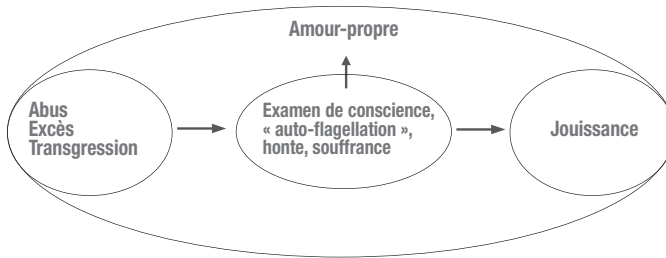 Amour-propre
Abus
Excès
Transgression
Examen de conscience,
« auto-flagellation »,
honte, souffrance
Jouissance